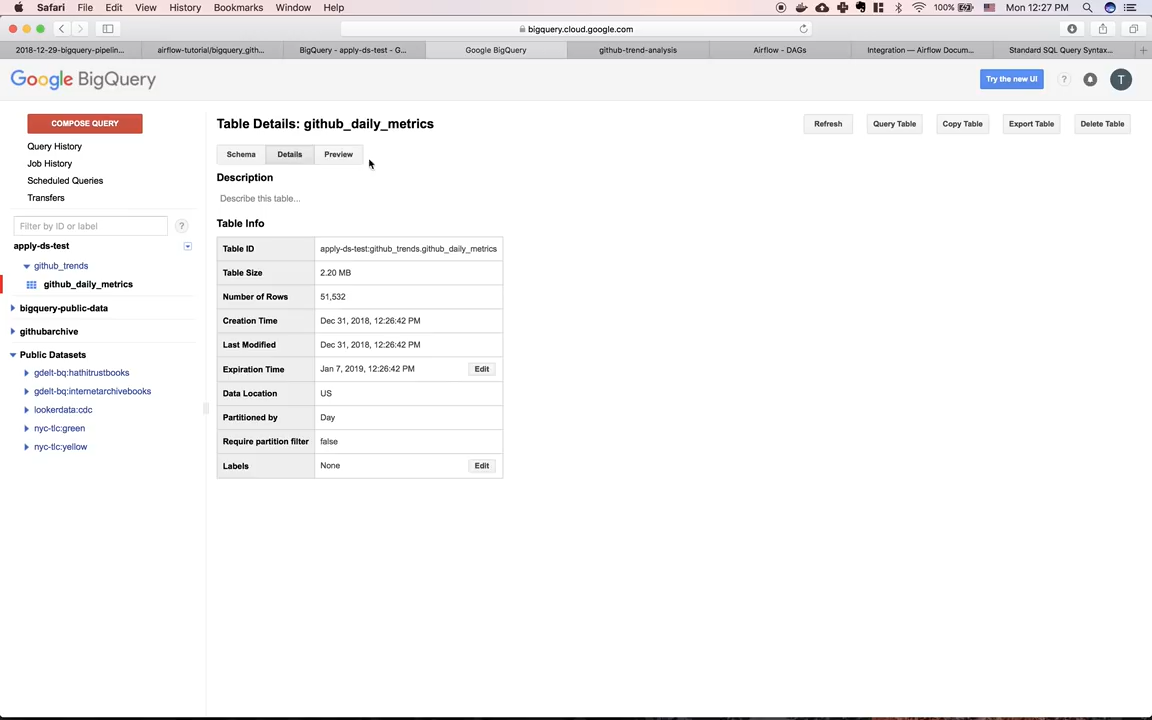 Safari File Edit View History Bookmarks Window Help 100% Mon 12:27 PM
bigquery.cloud.google.com
2018-12-29-bigquery-pipelin... airflow-tutorial/bigquery_gith... BigQuery - apply-ds-test - G... Google BigQuery github-trend-analysis Airflow - DAGs Integration — Airflow Docum... Standard SQL Query Syntax...
Google BigQuery
Try the new UI ? T
COMPOSE QUERY
Query History
Job History
Scheduled Queries
Transfers
Filter by ID or label ?
apply-ds-test
github_trends
github_daily_metrics
bigquery-public-data
githubarchive
Public Datasets
gdelt-bq:hathitrustbooks
gdelt-bq:internetarchivebooks
lookerdata:cdc
nyc-tlc:green
nyc-tlc:yellow
Table Details: github_daily_metrics
Refresh Query Table Copy Table Export Table Delete Table
Schema Details Preview
Description
Describe this table...
Table Info
Table ID apply-ds-test:github_trends.github_daily_metrics
Table Size 2.20 MB
Number of Rows 51,532
Creation Time Dec 31, 2018, 12:26:42 PM
Last Modified Dec 31, 2018, 12:26:42 PM
Expiration Time Jan 7, 2019, 12:26:42 PM Edit
Data Location US
Partitioned by Day
Require partition filter false
Labels None Edit